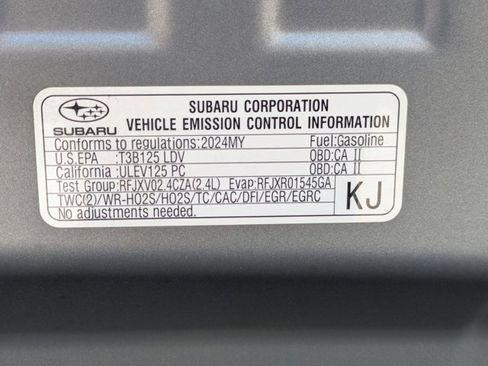 SUBARU CORPORATION
SUBARU VEHICLE EMISSION CONTROL INFORMATION
Conforms to regulations:2024MY Fuel:Gasoline
U.S.EPA :T3B125 LDV OBD:CA II
California :ULEV125 PC OBD:CA II
Test Group:RFJXV02.4CZA(2.4L) Evap:RFJXR01545GA
TWC(2)/WR-HO2S/HO2S/TC/CAC/DFI/EGR/EGRC
No adjustments needed.
KJ